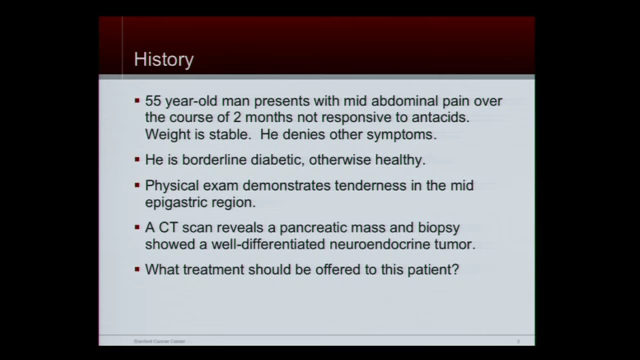 History
▪ 55 year-old man presents with mid abdominal pain over
the course of 2 months not responsive to antacids.
Weight is stable.  He denies other symptoms.
▪ He is borderline diabetic, otherwise healthy.
▪ Physical exam demonstrates tenderness in the mid
epigastric region.
▪ A CT scan reveals a pancreatic mass and biopsy
showed a well-differentiated neuroendocrine tumor.
▪ What treatment should be offered to this patient?
Stanford Cancer Center